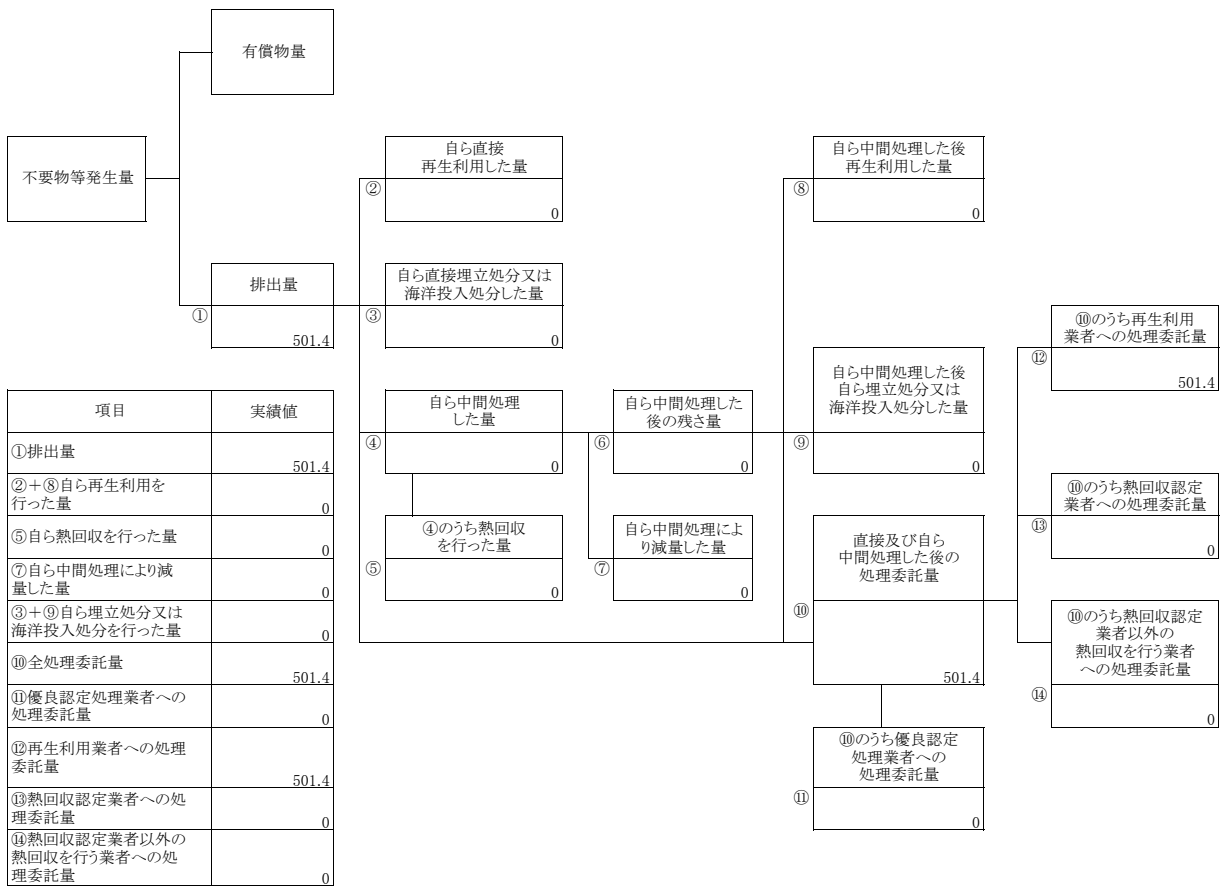 有償物量
不要物等発生量
自ら直接
再生利用した量
②
0
自ら中間処理した後
再生利用した量
⑧
0
排出量
①
501.4
自ら直接埋立処分又は
海洋投入処分した量
③
0
⑩のうち再生利用
業者への処理委託量
⑫
501.4
自ら中間処理
した量
④
0
自ら中間処理した
後の残さ量
⑥
0
自ら中間処理した後
自ら埋立処分又は
海洋投入処分した量
⑨
0
⑩のうち熱回収認定
業者への処理委託量
⑬
0
④のうち熱回収
を行った量
⑤
0
自ら中間処理によ
り減量した量
⑦
0
直接及び自ら
中間処理した後の
処理委託量
⑩
501.4
⑩のうち熱回収認定
業者以外の
熱回収を行う業者
への処理委託量
⑭
0
⑩のうち優良認定
処理業者への
処理委託量
⑪
0
項目 実績値
①排出量
501.4
②＋⑧自ら再生利用を
行った量
0
⑤自ら熱回収を行った量
0
⑦自ら中間処理により減
量した量
0
③＋⑨自ら埋立処分又は
海洋投入処分を行った量
0
⑩全処理委託量
501.4
⑪優良認定処理業者への
処理委託量
0
⑫再生利用業者への処理
委託量
501.4
⑬熱回収認定業者への処
理委託量
0
⑭熱回収認定業者以外の
熱回収を行う業者への処
理委託量
0